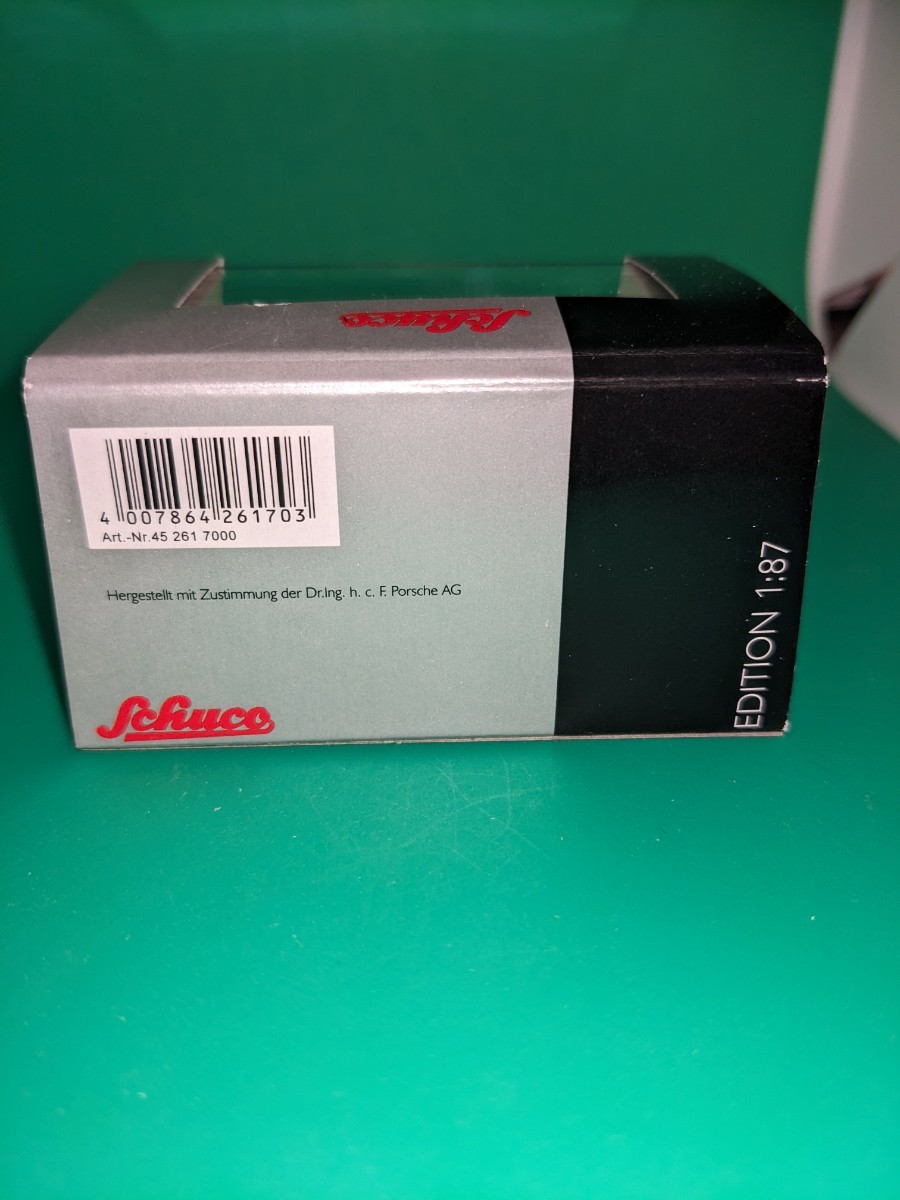 Schuco
4 007864 261703
Art.-Nr.45 261 7000
Hergestellt mit Zustimmung der Dr.Ing. h. c. F. Porsche AG
Schuco
EDITION 1:87